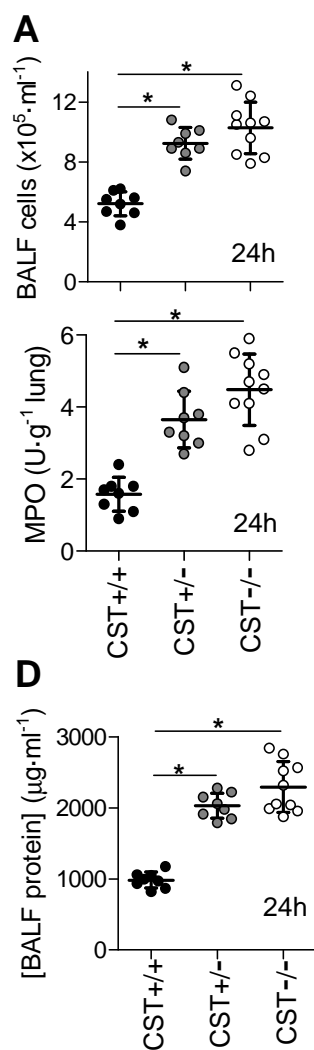 A
BALF cells (x10⁵·ml⁻¹)
12
8
4
0
*
*
24h
MPO (U·g⁻¹ lung)
6
4
2
0
*
*
24h
CST+/+
CST+/-
CST-/-
D
[BALF protein] (μg·ml⁻¹)
3000
2000
1000
0
*
*
24h
CST+/+
CST+/-
CST-/-